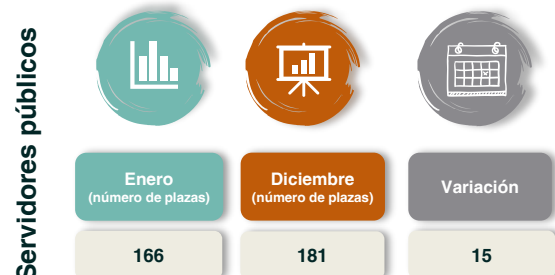 Servidores públicos
Enero
(número de plazas)
Diciembre
(número de plazas)
Variación
166
181
15